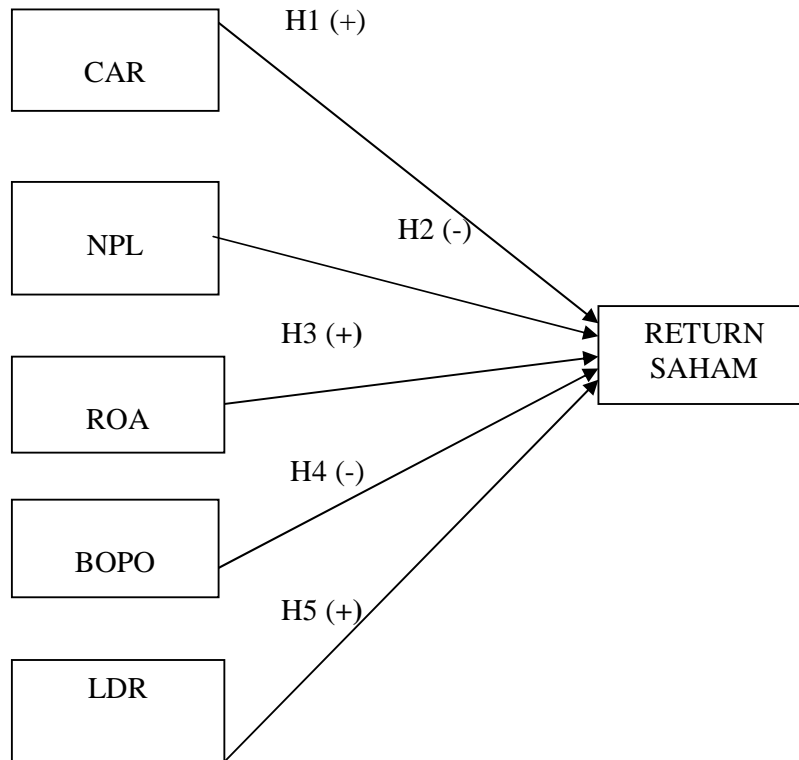 H1 (+)
CAR
H2 (-)
NPL
H3 (+)
RETURN
SAHAM
ROA
H4 (-)
BOPO
H5 (+)
LDR